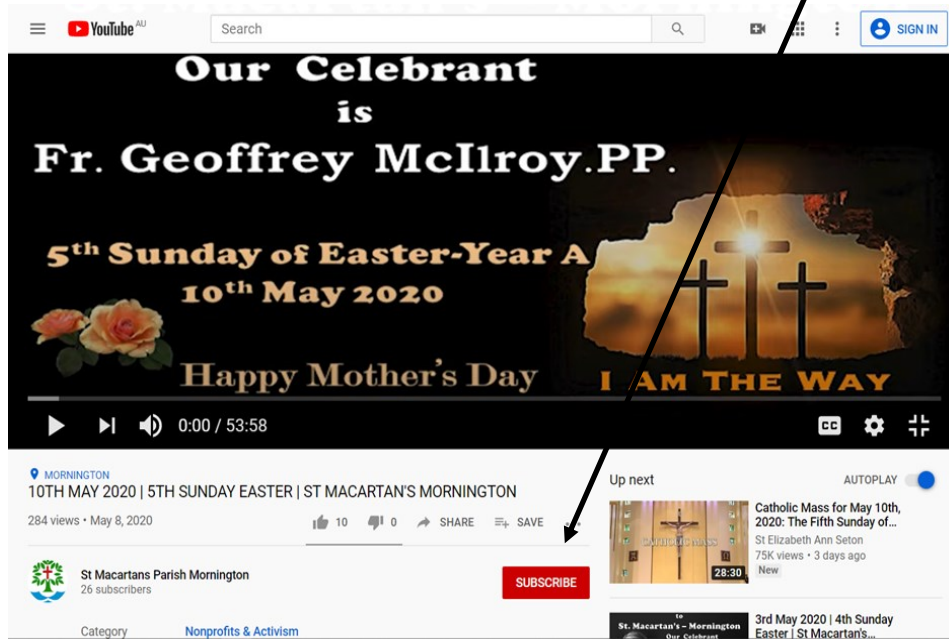 YouTube AU
Search
SIGN IN
Our Celebrant
is
Fr. Geoffrey McIlroy.PP.
5th Sunday of Easter-Year A
10th May 2020
Happy Mother's Day
I AM THE WAY
0:00 / 53:58
CC
MORNINGTON
10TH MAY 2020 | 5TH SUNDAY EASTER | ST MACARTAN'S MORNINGTON
284 views • May 8, 2020
10
0
SHARE
SAVE
St Macartans Parish Mornington
26 subscribers
SUBSCRIBE
Category
Nonprofits & Activism
Up next
AUTOPLAY
CATHOLIC MASS
28:30
Catholic Mass for May 10th,
2020: The Fifth Sunday of...
St Elizabeth Ann Seton
75K views • 3 days ago
New
to
St. Macartan's - Mornington
Our Celebrant
3rd May 2020 | 4th Sunday
Easter | St Macartan's...